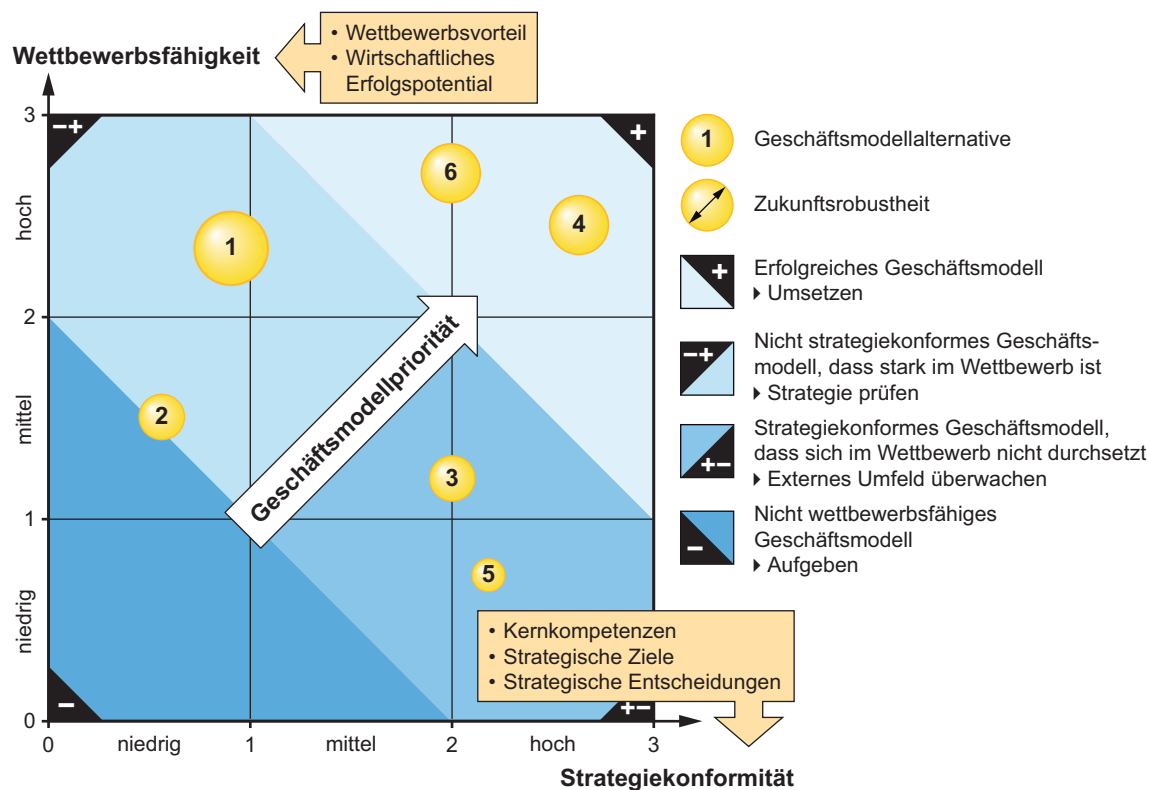 Wettbewerbsfähigkeit
• Wettbewerbsvorteil
• Wirtschaftliches
Erfolgspotential
3
hoch
2
mittel
1
niedrig
0
−+
+
6
4
1
2
3
5
Geschäftsmodellpriorität
−
+−
• Kernkompetenzen
• Strategische Ziele
• Strategische Entscheidungen
0
niedrig
1
mittel
2
hoch
3
Strategiekonformität
1
Geschäftsmodellalternative
Zukunftsrobustheit
+
Erfolgreiches Geschäftsmodell
▸ Umsetzen
−+
Nicht strategiekonformes Geschäfts-
modell, dass stark im Wettbewerb ist
▸ Strategie prüfen
+−
Strategiekonformes Geschäftsmodell,
dass sich im Wettbewerb nicht durchsetzt
▸ Externes Umfeld überwachen
−
Nicht wettbewerbsfähiges
Geschäftsmodell
▸ Aufgeben